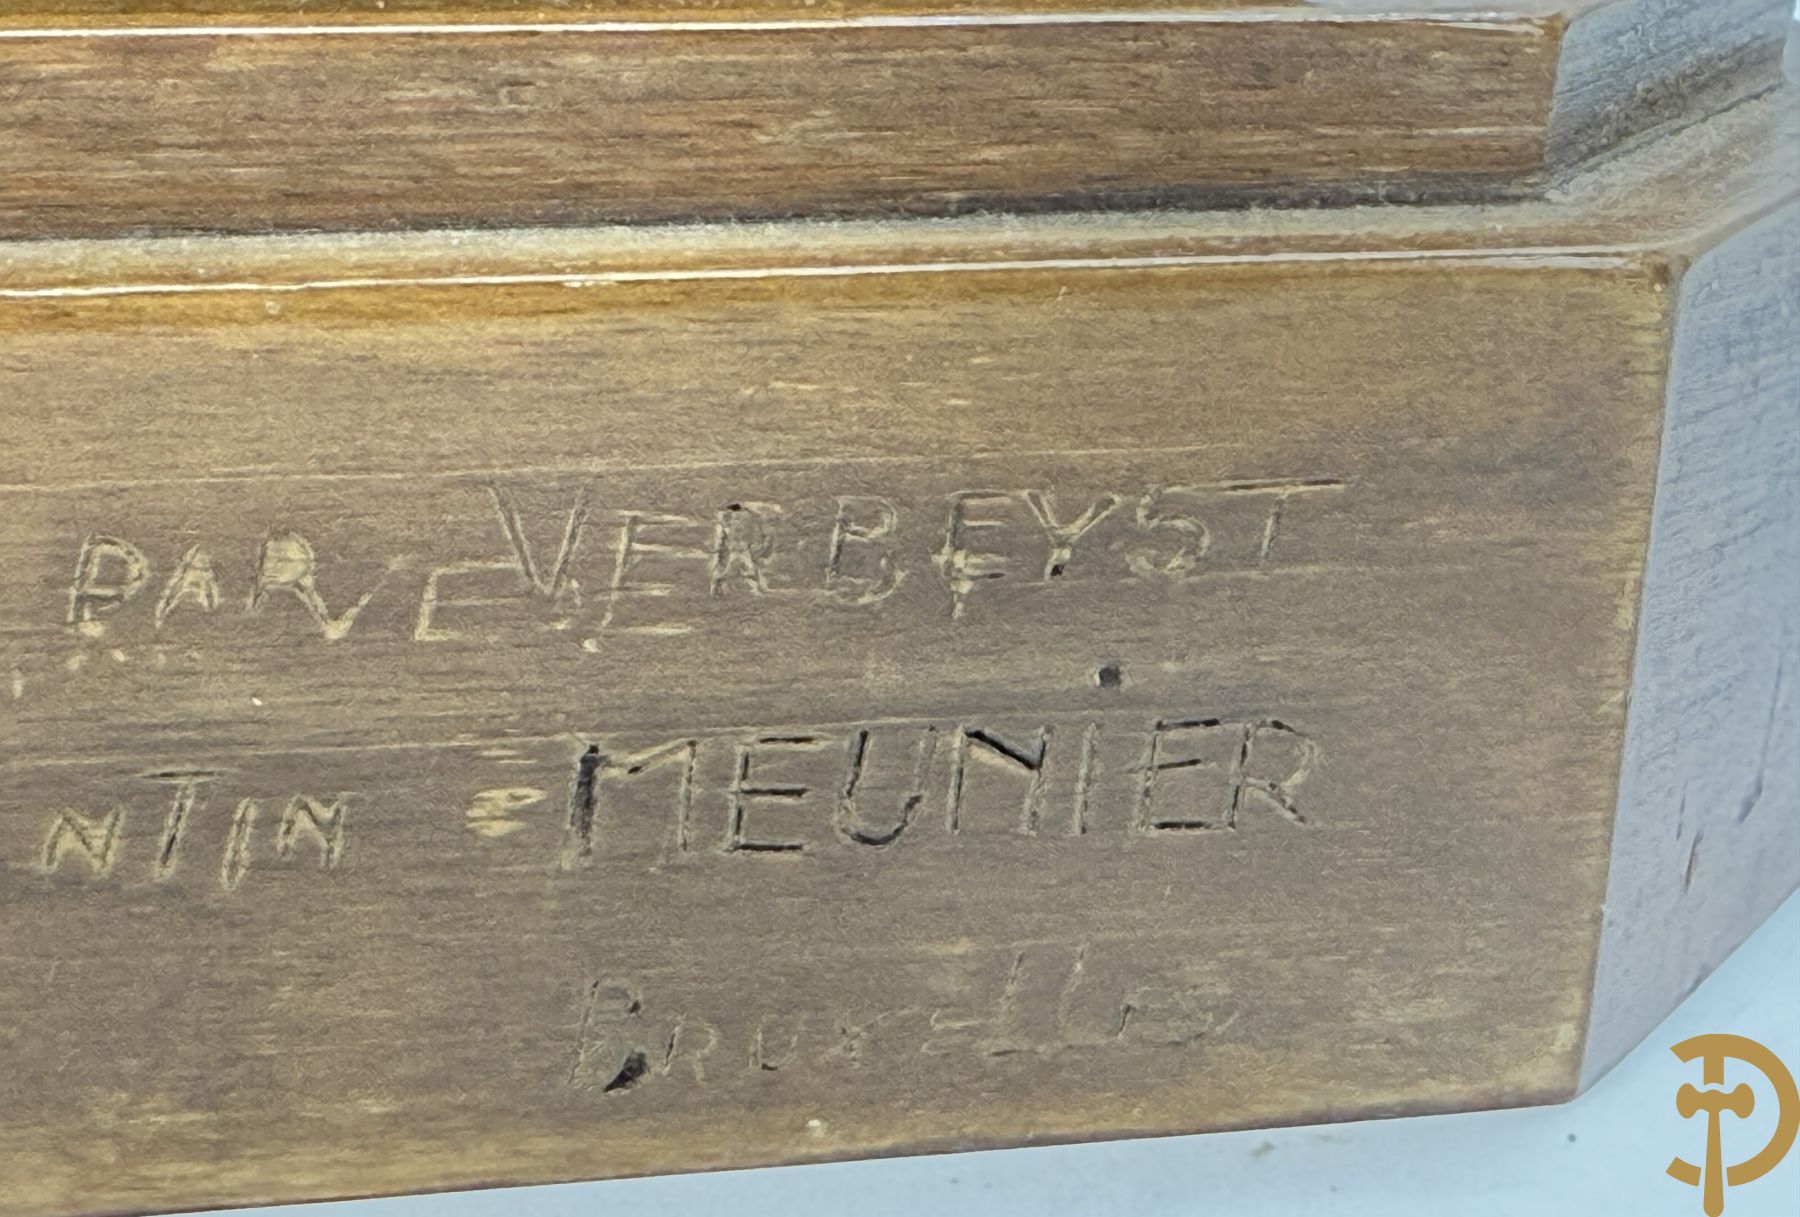 PAR VERBEYST
NTIN MEUNIER
Bruxelles